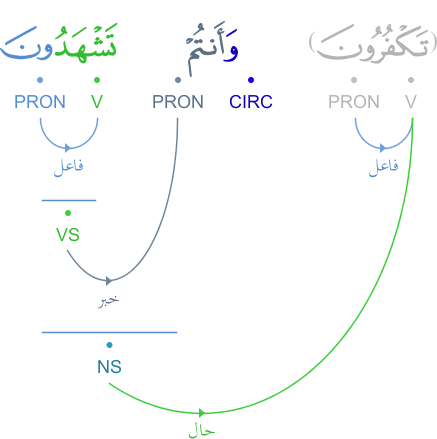 (تَكْفُرُونَ) وَأَنتُمْ تَشْهَدُونَ
V PRON CIRC PRON V PRON
فاعل فاعل
VS
خبر
NS
حال